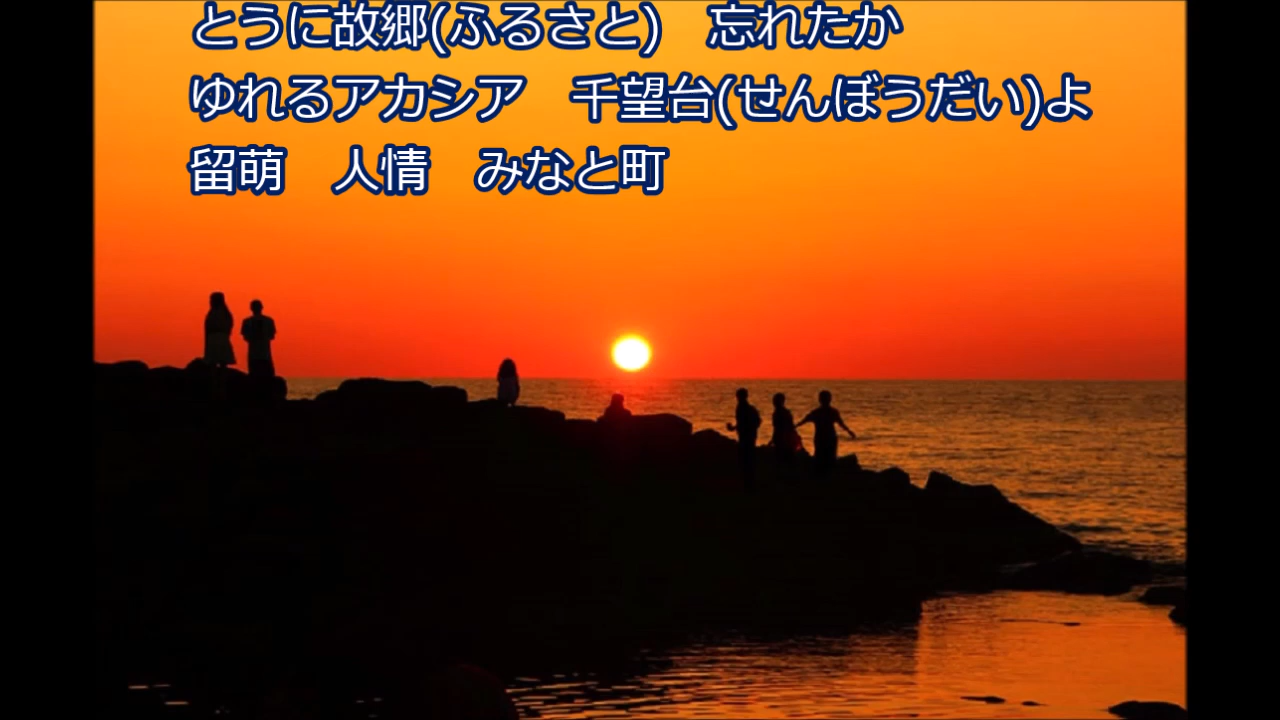 とうに故郷(ふるさと)　忘れたか
ゆれるアカシア　千望台(せんぼうだい)よ
留萌　人情　みなと町